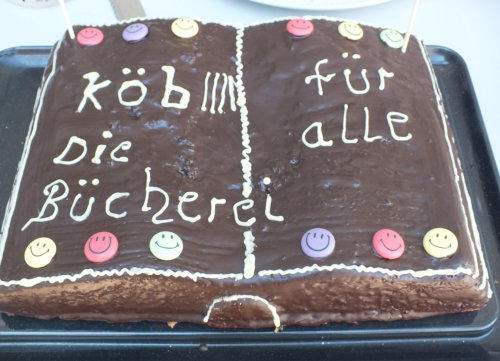 Köb
Die
Bücherei
für
alle